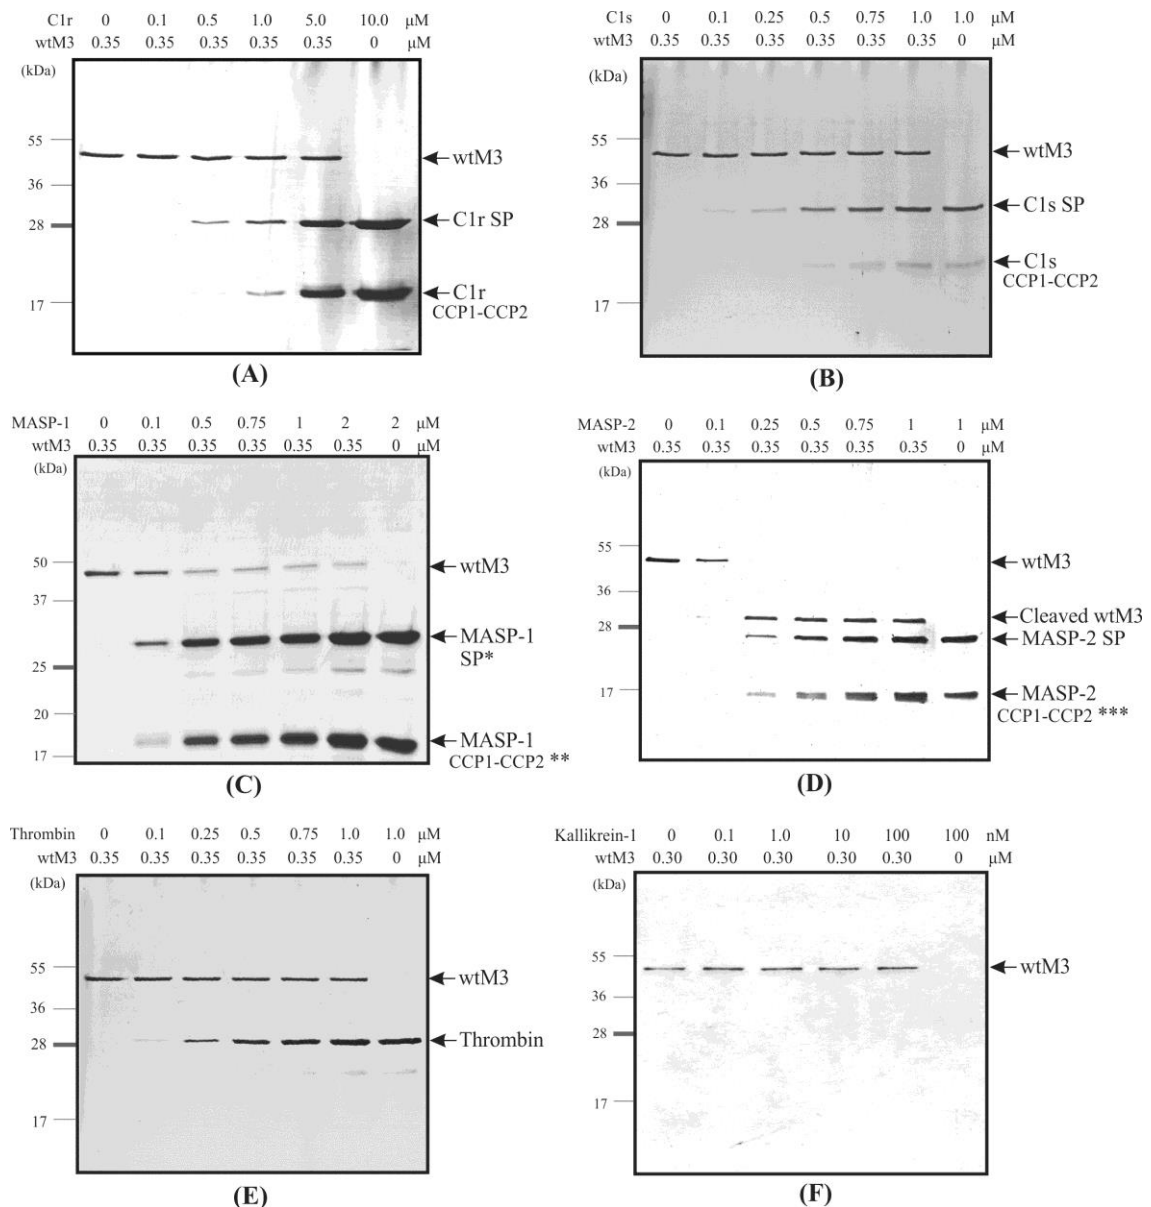 C1r 0 0.1 0.5 1.0 5.0 10.0 μM
wtM3 0.35 0.35 0.35 0.35 0.35 0 μM
(kDa)
55
wtM3
36
C1r SP
28
C1r
CCP1-CCP2
17
(A)
C1s 0 0.1 0.25 0.5 0.75 1.0 1.0 μM
wtM3 0.35 0.35 0.35 0.35 0.35 0.35 0 μM
(kDa)
55
wtM3
36
C1s SP
28
C1s
CCP1-CCP2
17
(B)
MASP-1 0 0.1 0.5 0.75 1 2 2 μM
wtM3 0.35 0.35 0.35 0.35 0.35 0.35 0 μM
(kDa)
50
wtM3
37
MASP-1
SP*
25
20
MASP-1
CCP1-CCP2 **
17
(C)
MASP-2 0 0.1 0.25 0.5 0.75 1 1 μM
wtM3 0.35 0.35 0.35 0.35 0.35 0.35 0 μM
(kDa)
55
wtM3
36
Cleaved wtM3
28
MASP-2 SP
17
MASP-2
CCP1-CCP2 ***
(D)
Thrombin 0 0.1 0.25 0.5 0.75 1.0 1.0 μM
wtM3 0.35 0.35 0.35 0.35 0.35 0.35 0 μM
(kDa)
55
wtM3
36
28
Thrombin
17
(E)
Kallikrein-1 0 0.1 1.0 10 100 100 nM
wtM3 0.30 0.30 0.30 0.30 0.30 0 μM
(kDa)
55
wtM3
36
28
17
(F)